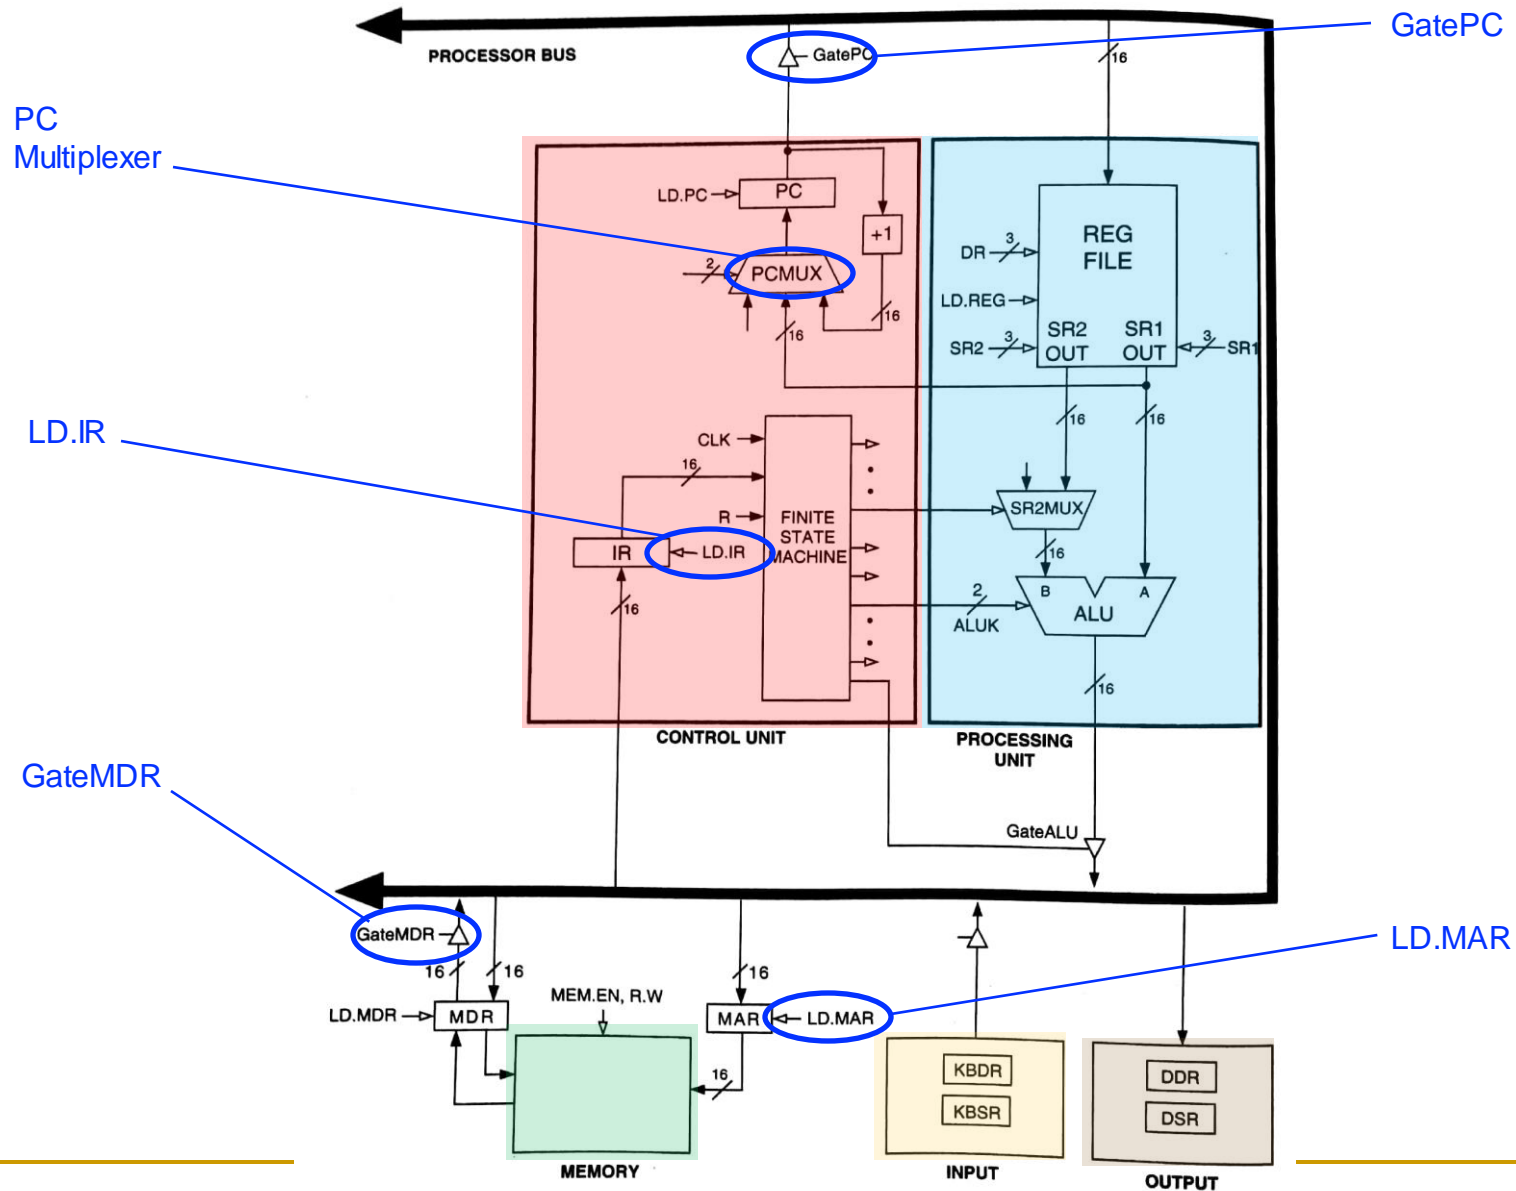 GatePC
PROCESSOR BUS
GatePC
16
PC
Multiplexer
LD.PC
PC
+1
REG
FILE
DR
3
2
PCMUX
LD.REG
16
16
SR2
OUT
SR1
OUT
SR2
3
3
SR1
LD.IR
16
16
CLK
16
R
FINITE
STATE
MACHINE
SR2MUX
IR
LD.IR
16
B
A
ALU
2
ALUK
16
16
CONTROL UNIT
PROCESSING
UNIT
GateMDR
GateALU
GateMDR
LD.MAR
16
16
16
MEM.EN, R.W
LD.MDR
MDR
MAR
LD.MAR
16
KBDR
KBSR
DDR
DSR
MEMORY
INPUT
OUTPUT